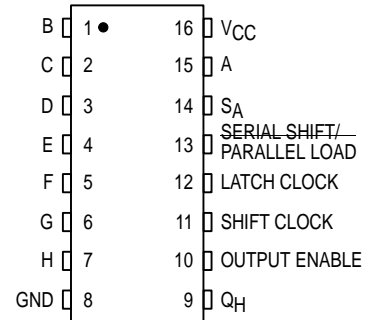 B 1 16 VCC
C 2 15 A
D 3 14 SA
E 4 13 SERIAL SHIFT/
PARALLEL LOAD
F 5 12 LATCH CLOCK
G 6 11 SHIFT CLOCK
H 7 10 OUTPUT ENABLE
GND 8 9 QH